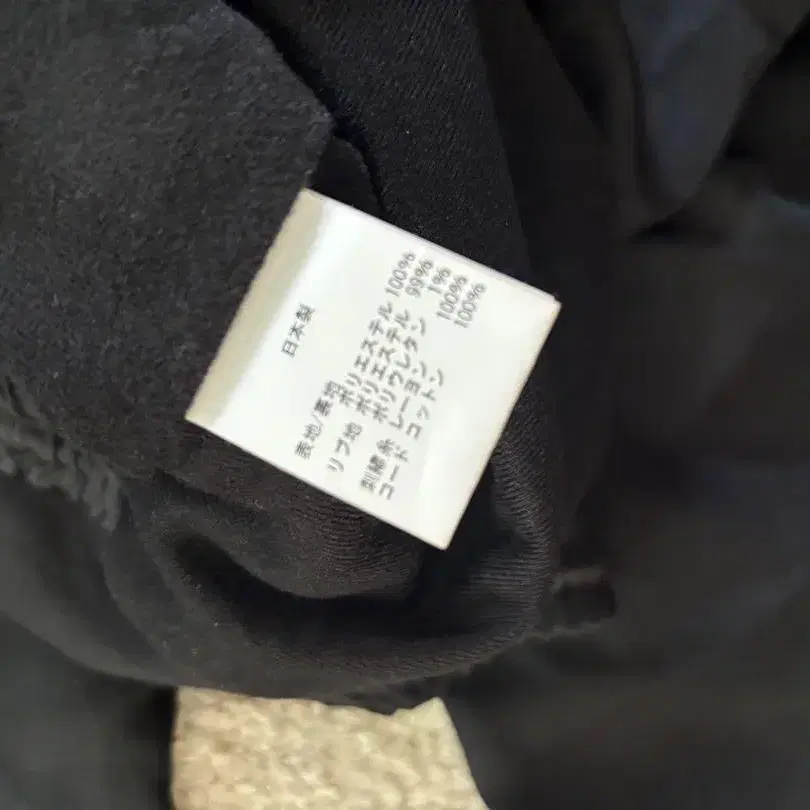 日本製
表地/裏地 ポリエステル 100%
リブ地 ポリエステル 99%
ポリウレタン 1%
刺繍糸 レーヨン 100%
コード コットン 100%